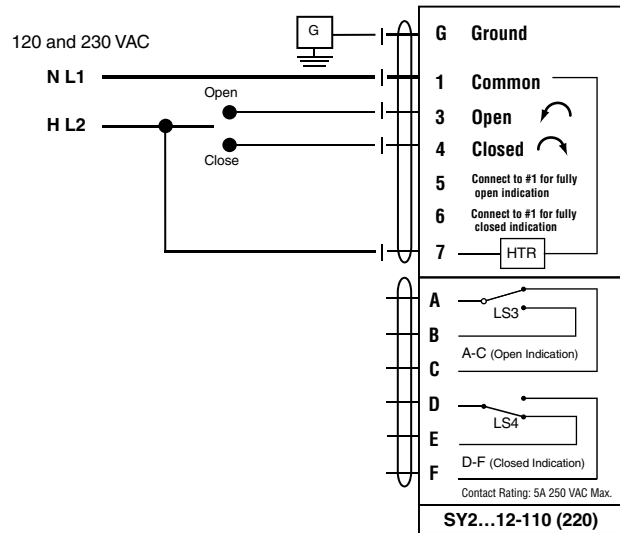 120 and 230 VAC
G
G Ground
N L1
1 Common
Open
3 Open
H L2
4 Closed
Close
5 Connect to #1 for fully
open indication
6 Connect to #1 for fully
closed indication
7 HTR
A
LS3
B
A-C (Open Indication)
C
D
LS4
E
D-F (Closed Indication)
F
Contact Rating: 5A 250 VAC Max.
SY2...12-110 (220)